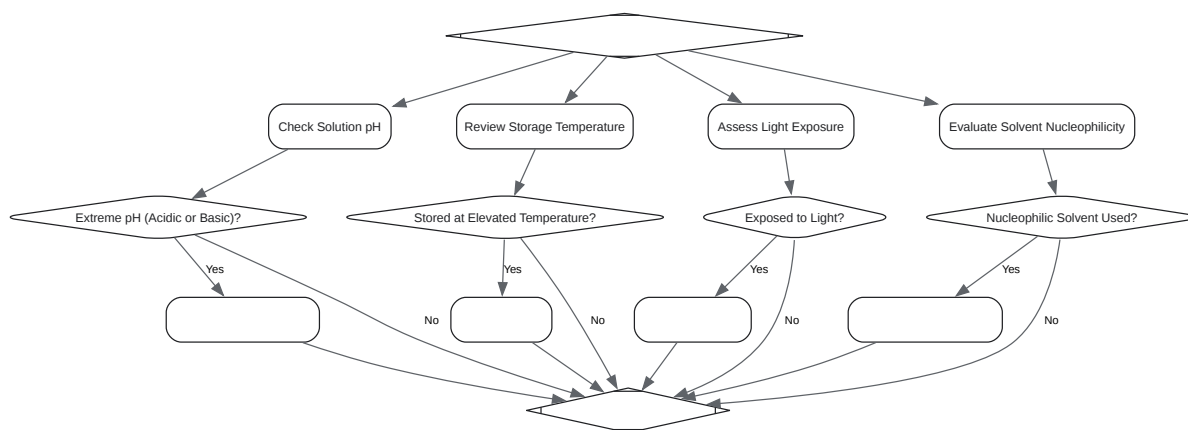 Check Solution pH
Review Storage Temperature
Assess Light Exposure
Evaluate Solvent Nucleophilicity
Extreme pH (Acidic or Basic)?
Stored at Elevated Temperature?
Exposed to Light?
Nucleophilic Solvent Used?
Yes
Yes
Yes
Yes
No
No
No
No